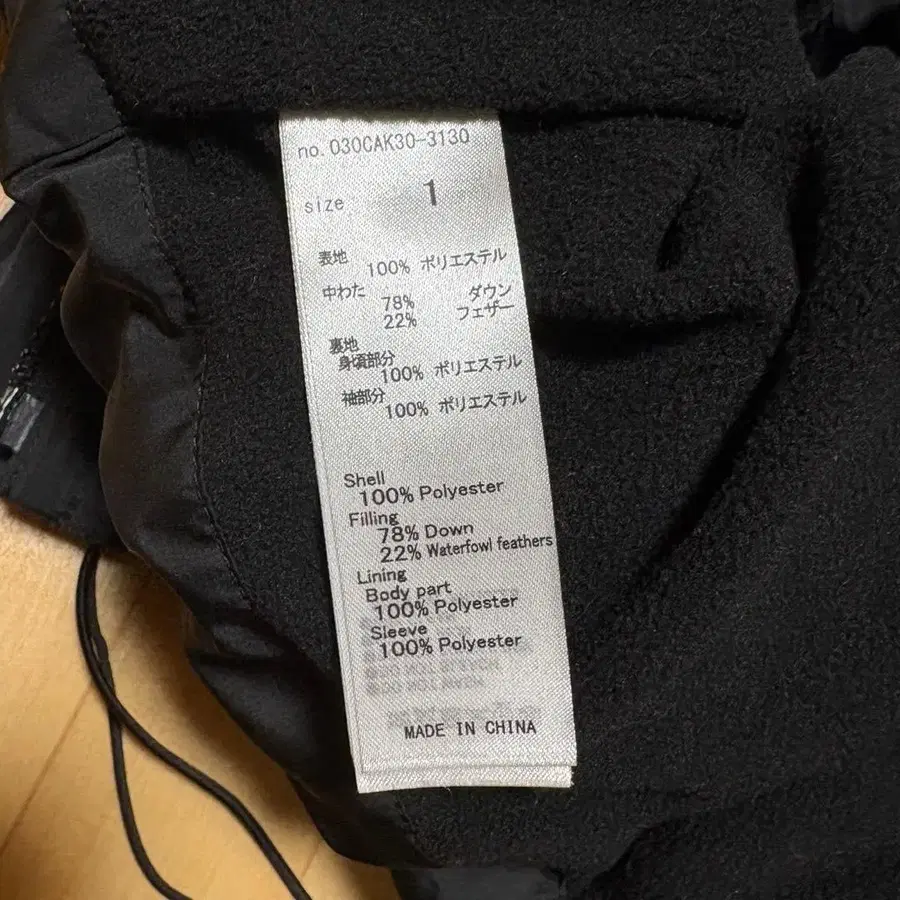 no. 030CAK30-3130
size 1
表地
100% ポリエステル
中わた
78% ダウン
22% フェザー
裏地
身頃部分
100% ポリエステル
袖部分
100% ポリエステル
Shell
100% Polyester
Filling
78% Down
22% Waterfowl feathers
Lining
Body part
100% Polyester
Sleeve
100% Polyester
MADE IN CHINA